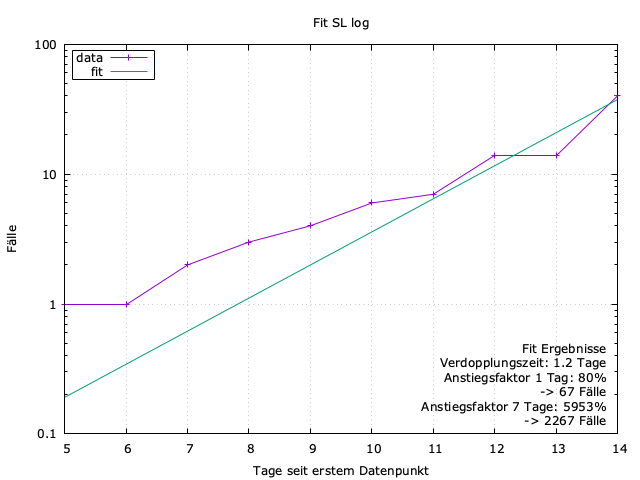 Fit SL log
100
data
fit
10
1
0.1
Fälle
Fit Ergebnisse
Verdopplungszeit: 1.2 Tage
Anstiegsfaktor 1 Tag: 80%
-> 67 Fälle
Anstiegsfaktor 7 Tage: 5953%
-> 2267 Fälle
5 6 7 8 9 10 11 12 13 14
Tage seit erstem Datenpunkt